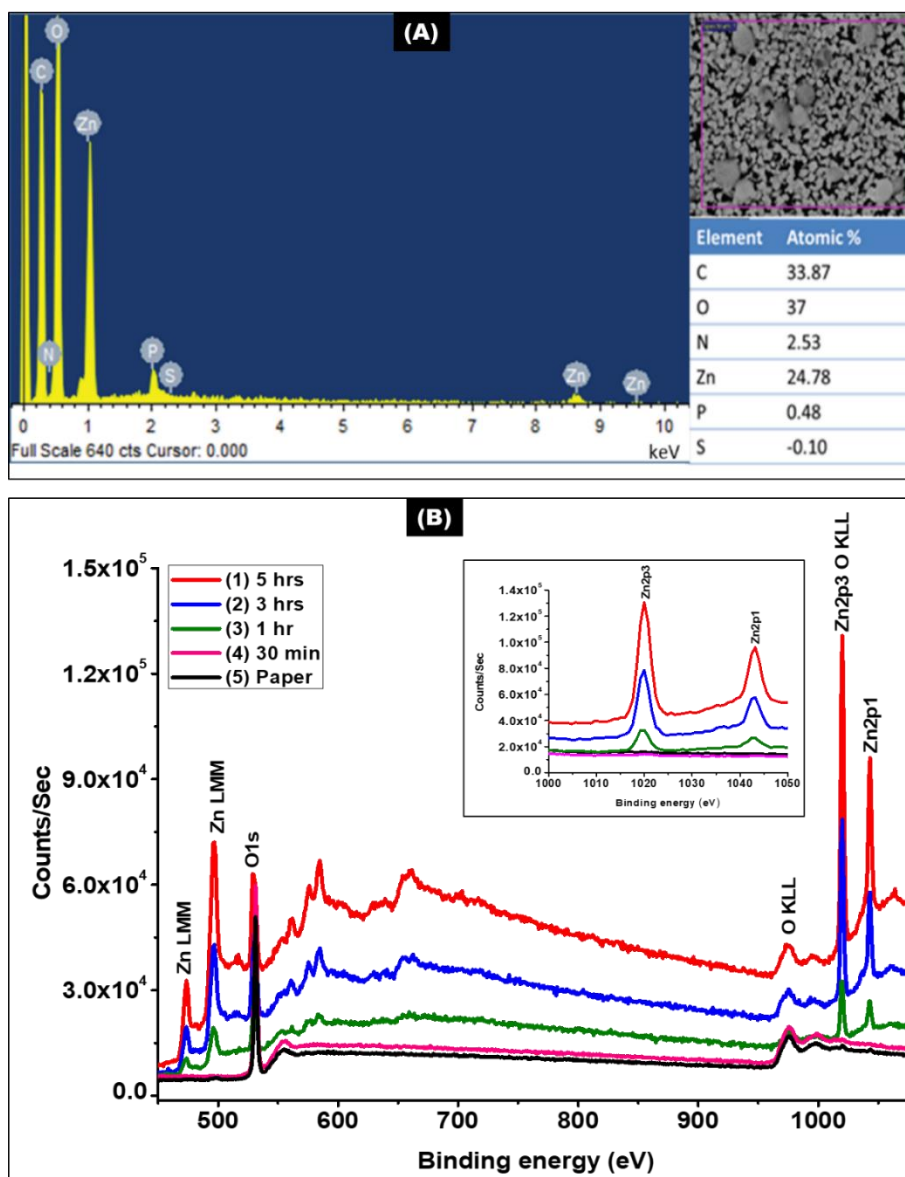 (A)
O
C
Zn
N
P
S
Zn
Zn
0 1 2 3 4 5 6 7 8 9 10
Full Scale 640 cts Cursor: 0.000
keV
Element Atomic %
C 33.87
O 37
N 2.53
Zn 24.78
P 0.48
S -0.10
(B)
1.5x10⁵
1.2x10⁵
9.0x10⁴
6.0x10⁴
3.0x10⁴
0.0
Counts/Sec
(1) 5 hrs
(2) 3 hrs
(3) 1 hr
(4) 30 min
(5) Paper
Zn LMM
Zn LMM
O1s
O KLL
Zn2p3 O KLL
Zn2p1
1.4x10⁵
1.2x10⁵
1.0x10⁵
8.0x10⁴
6.0x10⁴
4.0x10⁴
2.0x10⁴
0.0
Counts/Sec
Zn2p3
Zn2p1
1000 1010 1020 1030 1040 1050
Binding energy (eV)
500 600 700 800 900 1000
Binding energy (eV)